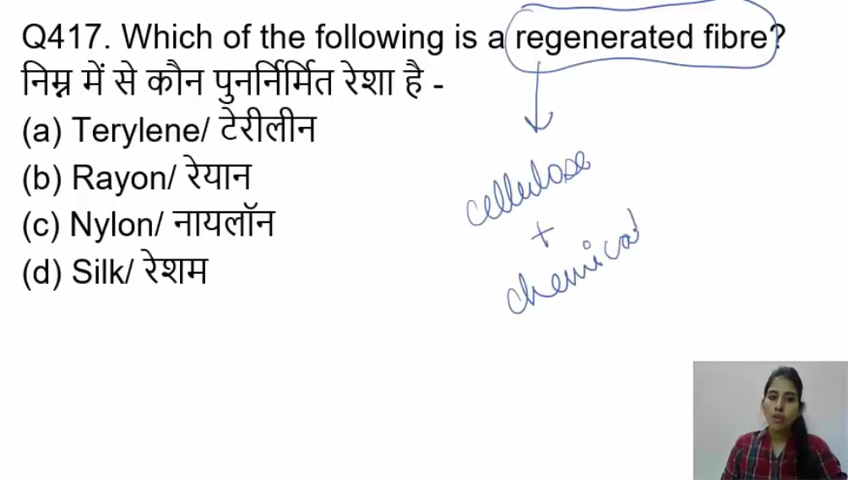 Q417. Which of the following is a regenerated fibre?
निम्न में से कौन पुनर्निर्मित रेशा है -
(a) Terylene/ टेरीलीन
(b) Rayon/ रेयान
(c) Nylon/ नायलॉन
(d) Silk/ रेशम
cellulose
+
chemical